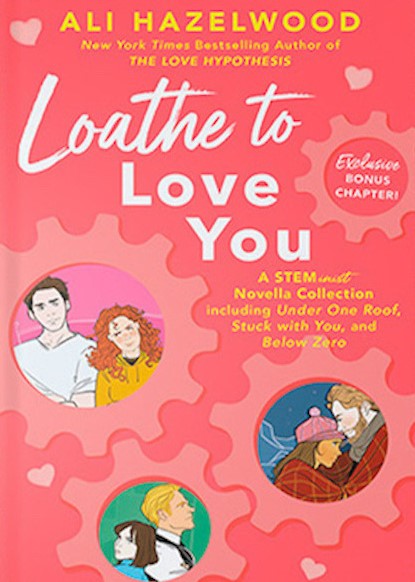 ALI HAZELWOOD
New York Times Bestselling Author of
THE LOVE HYPOTHESIS
Loathe to
Love
You
Exclusive
BONUS
CHAPTER!
A STEMinist
Novella Collection
including Under One Roof,
Stuck with You, and
Below Zero